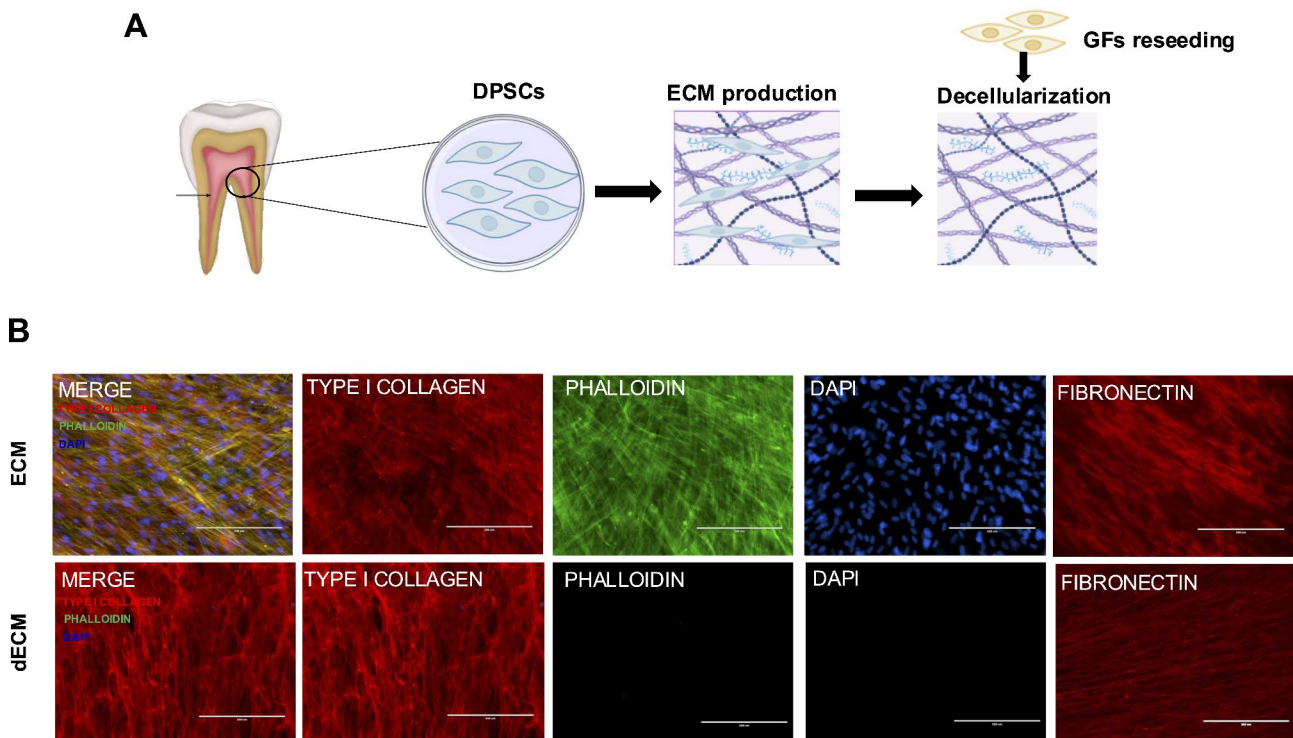 A
GFs reseeding
DPSCs
ECM production
Decellularization
B
ECM
MERGE
TYPE I COLLAGEN
PHALLOIDIN
DAPI
TYPE I COLLAGEN
PHALLOIDIN
DAPI
FIBRONECTIN
dECM
MERGE
TYPE I COLLAGEN
PHALLOIDIN
DAPI
TYPE I COLLAGEN
PHALLOIDIN
DAPI
FIBRONECTIN